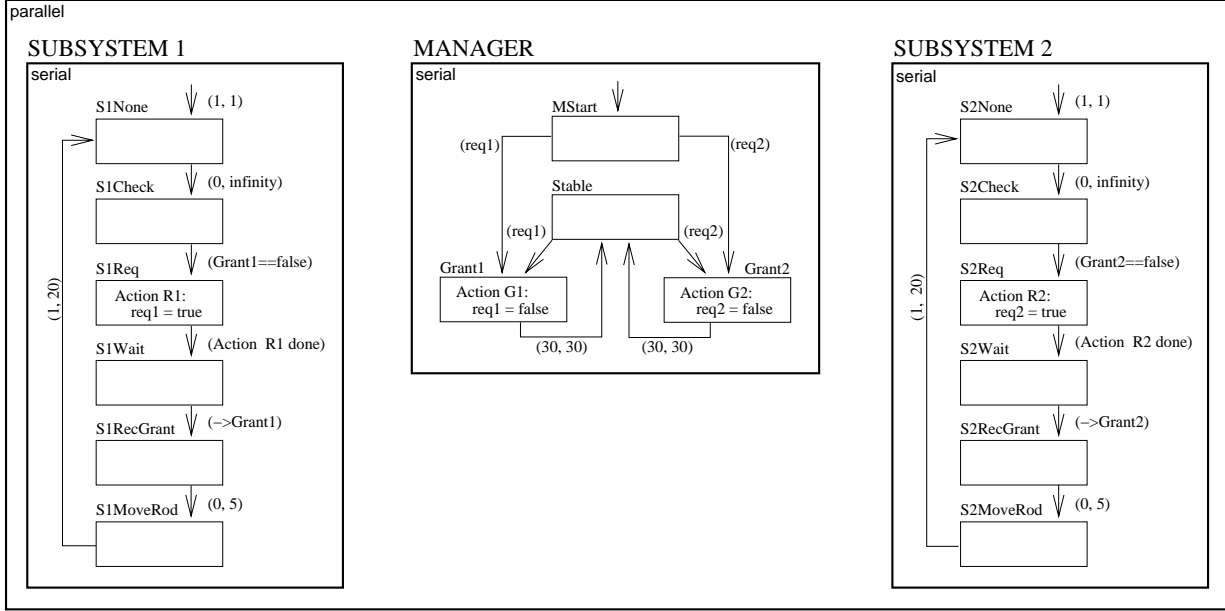 parallel
SUBSYSTEM 1
serial
S1None
(1, 1)
S1Check
(0, infinity)
S1Req
(Grant1==false)
Action R1:
req1 = true
(1, 20)
S1Wait
(Action R1 done)
S1RecGrant
(->Grant1)
S1MoveRod
(0, 5)
MANAGER
serial
MStart
(req1)
(req2)
Stable
(req1)
(req2)
Grant1
Grant2
Action G1:
req1 = false
Action G2:
req2 = false
(30, 30)
(30, 30)
SUBSYSTEM 2
serial
S2None
(1, 1)
S2Check
(0, infinity)
S2Req
(Grant2==false)
Action R2:
req2 = true
(1, 20)
S2Wait
(Action R2 done)
S2RecGrant
(->Grant2)
S2MoveRod
(0, 5)